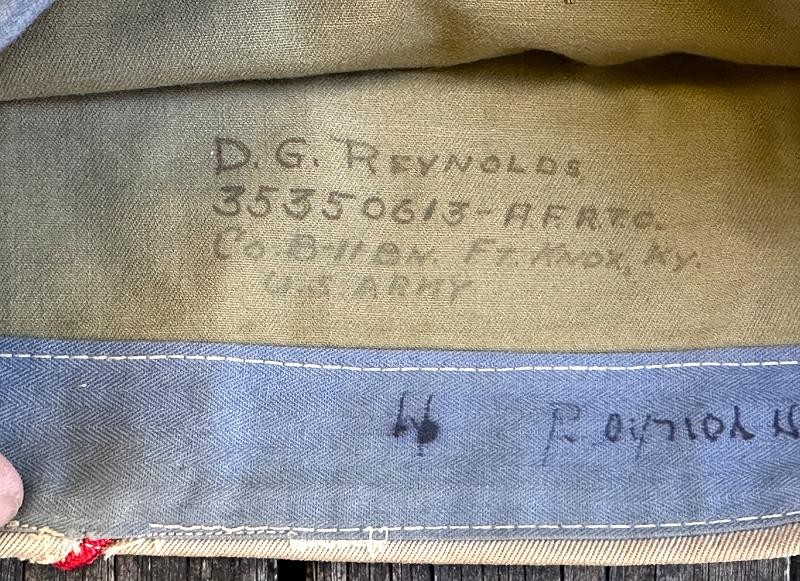 D. G. REYNOLDS
35350613-A.F.R.T.C.
CO. B-11 BN. FT. KNOX, KY.
U.S ARMY